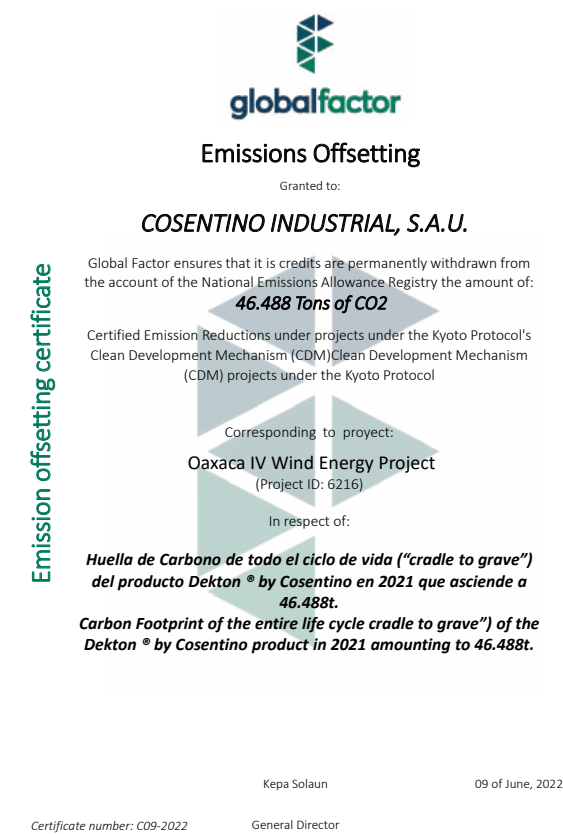 globalfactor
Emissions Offsetting
Granted to:
COSENTINO INDUSTRIAL, S.A.U.
Global Factor ensures that it is credits are permanently withdrawn from
the account of the National Emissions Allowance Registry the amount of:
46.488 Tons of CO2
Certified Emission Reductions under projects under the Kyoto Protocol's
Clean Development Mechanism (CDM)Clean Development Mechanism
(CDM) projects under the Kyoto Protocol
Corresponding to proyect:
Oaxaca IV Wind Energy Project
(Project ID: 6216)
In respect of:
Huella de Carbono de todo el ciclo de vida (“cradle to grave”)
del producto Dekton ® by Cosentino en 2021 que asciende a
46.488t.
Carbon Footprint of the entire life cycle cradle to grave”) of the
Dekton ® by Cosentino product in 2021 amounting to 46.488t.
Emission offsetting certificate
Kepa Solaun
09 of June, 2022
Certificate number: C09-2022
General Director